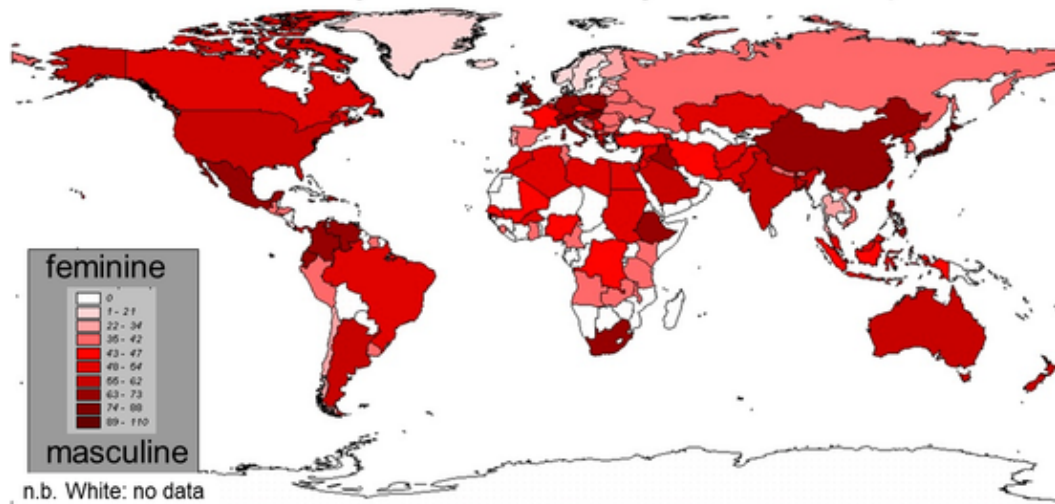 feminine
0
1 - 21
22 - 34
35 - 42
43 - 47
48 - 54
55 - 62
63 - 73
74 - 88
89 - 110
masculine
n.b. White: no data